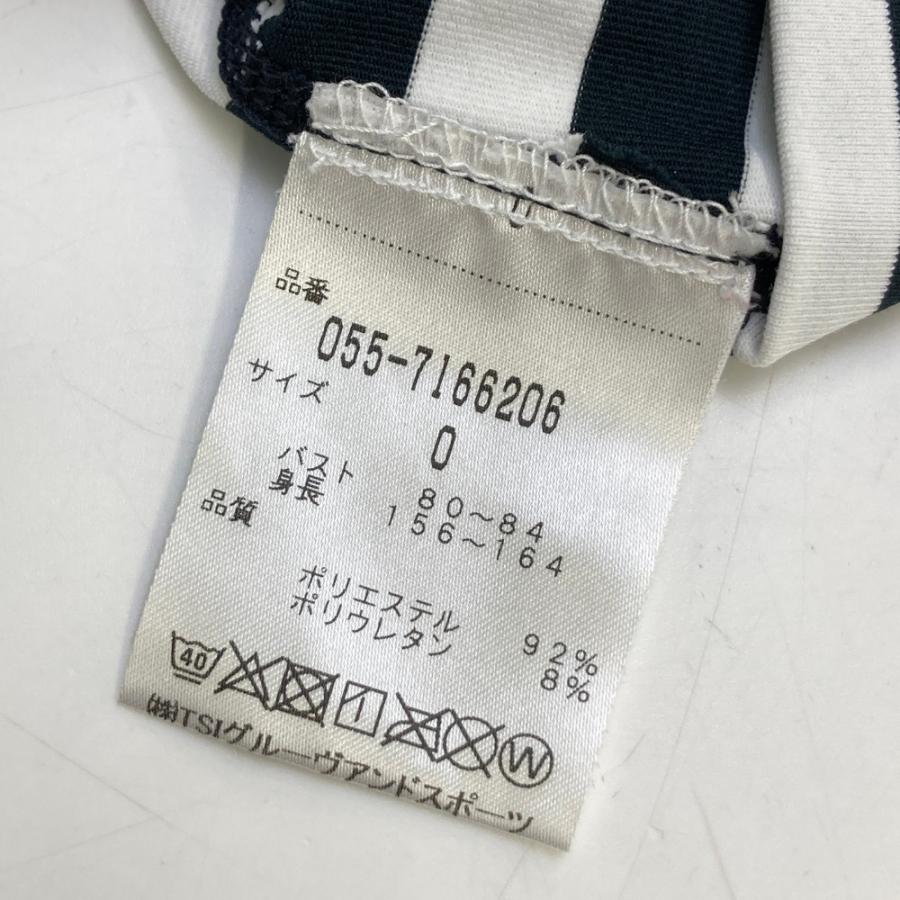 品番
055-7166206
サイズ
0
バスト 80～84
身長 156～164
品質
ポリエステル 92%
ポリウレタン 8%
40
W
㈱TSIグルーヴアンドスポーツ